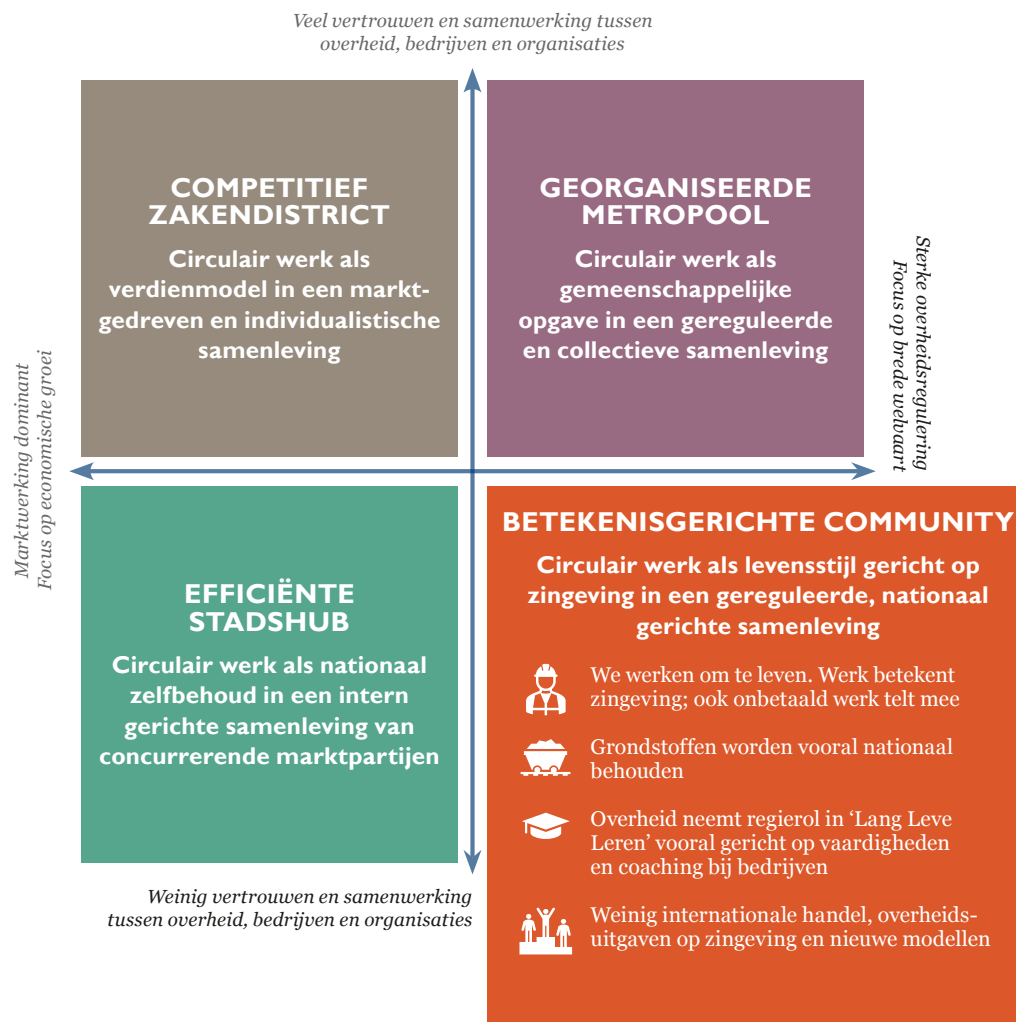 Veel vertrouwen en samenwerking tussen
overheid, bedrijven en organisaties
COMPETITIEF
ZAKENDISTRICT
Circulair werk als
verdienmodel in een markt-
gedreven en individualistische
samenleving
GEORGANISEERDE
METROPOOL
Circulair werk als
gemeenschappelijke
opgave in een gereguleerde
en collectieve samenleving
Marktwerking dominant
Focus op economische groei
Sterke overheidsregulering
Focus op brede welvaart
EFFICIËNTE
STADSHUB
Circulair werk als nationaal
zelfbehoud in een intern
gerichte samenleving van
concurrerende marktpartijen
BETEKENISGERICHTE COMMUNITY
Circulair werk als levensstijl gericht op
zingeving in een gereguleerde, nationaal
gerichte samenleving
We werken om te leven. Werk betekent
zingeving; ook onbetaald werk telt mee
Grondstoffen worden vooral nationaal
behouden
Overheid neemt regierol in ‘Lang Leve
Leren’ vooral gericht op vaardigheden
en coaching bij bedrijven
Weinig internationale handel, overheids-
uitgaven op zingeving en nieuwe modellen
Weinig vertrouwen en samenwerking
tussen overheid, bedrijven en organisaties